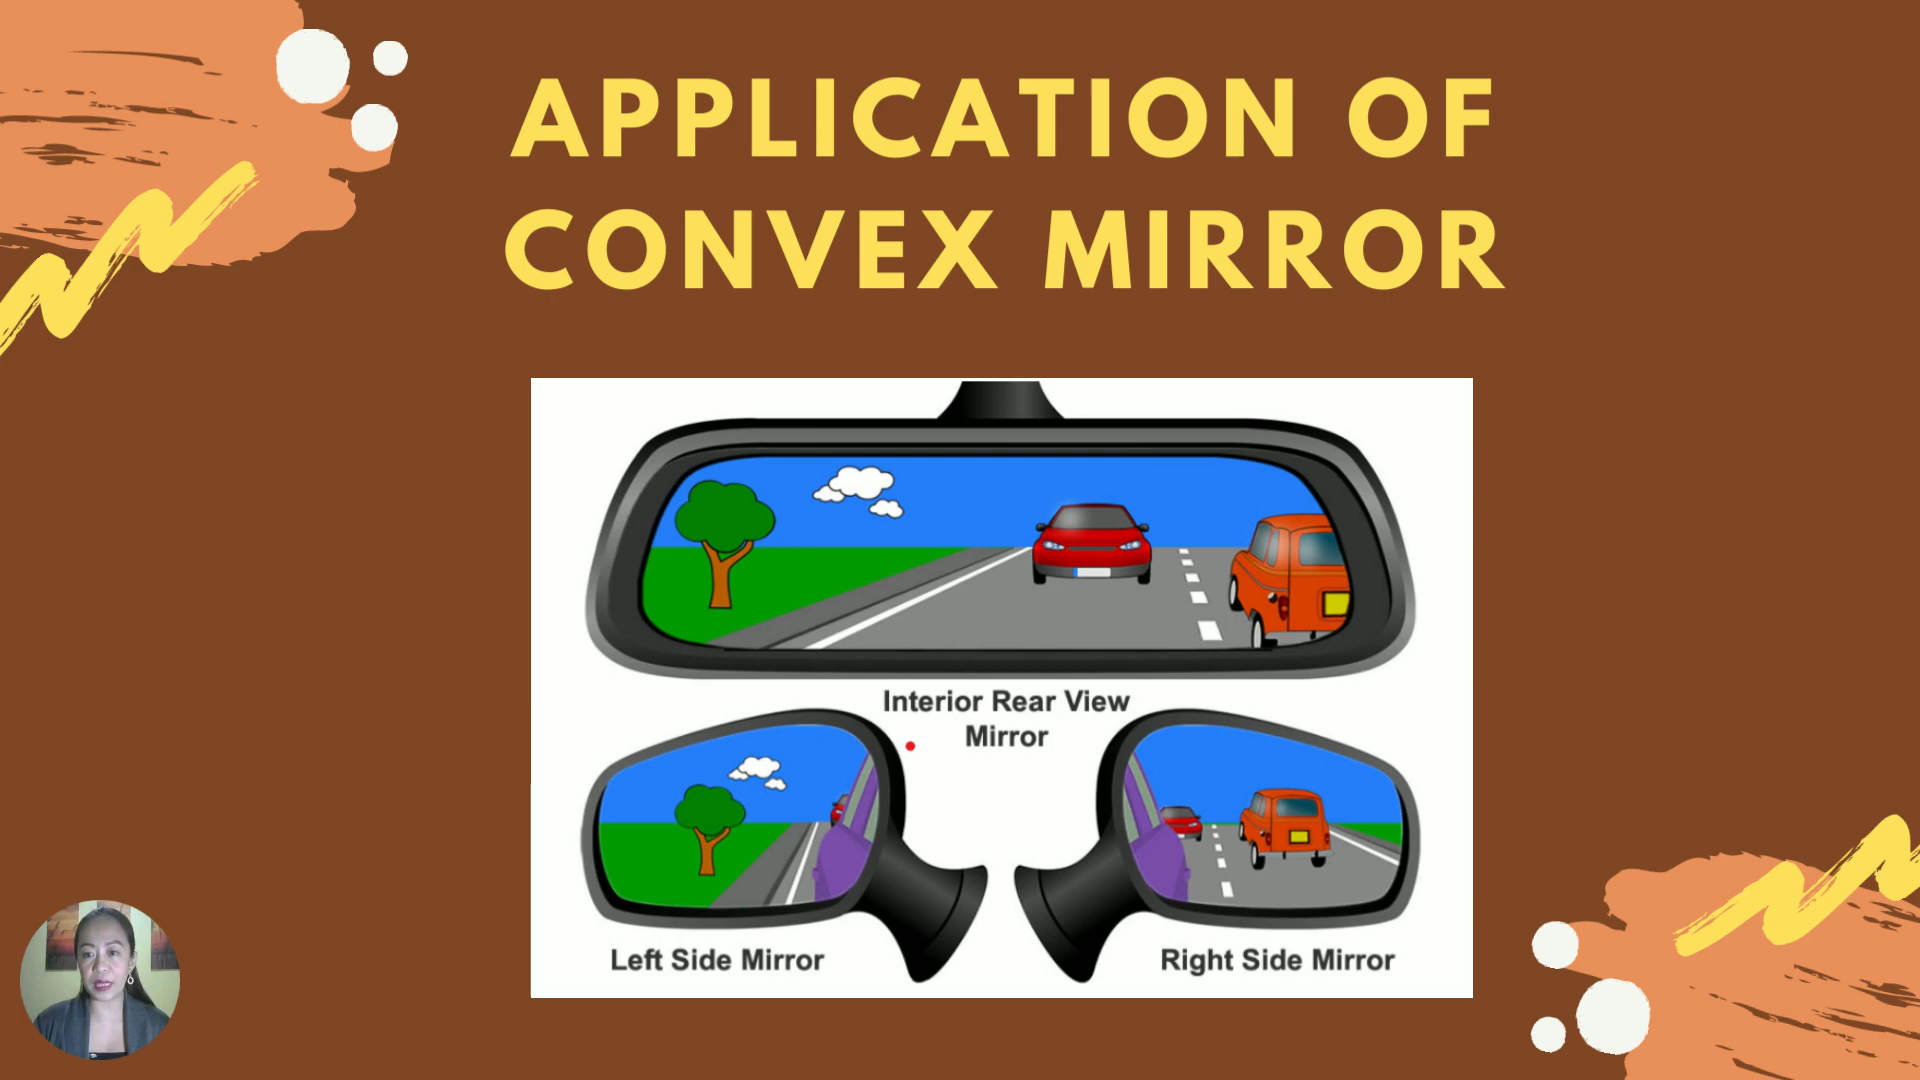 APPLICATION OF
CONVEX MIRROR
Interior Rear View
Mirror
Left Side Mirror
Right Side Mirror